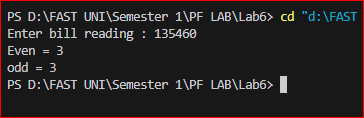 PS D:\FAST UNI\Semester 1\PF LAB\Lab6> cd "d:\FAST
Enter bill reading : 135460
Even = 3
odd = 3
PS D:\FAST UNI\Semester 1\PF LAB\Lab6>